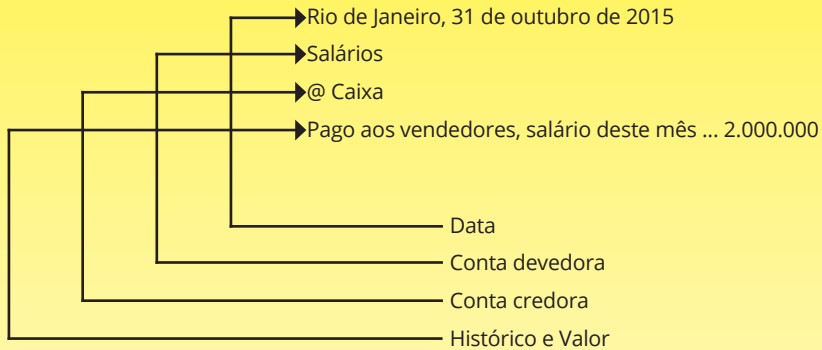 Rio de Janeiro, 31 de outubro de 2015
Salários
@ Caixa
Pago aos vendedores, salário deste mês ... 2.000.000
Data
Conta devedora
Conta credora
Histórico e Valor